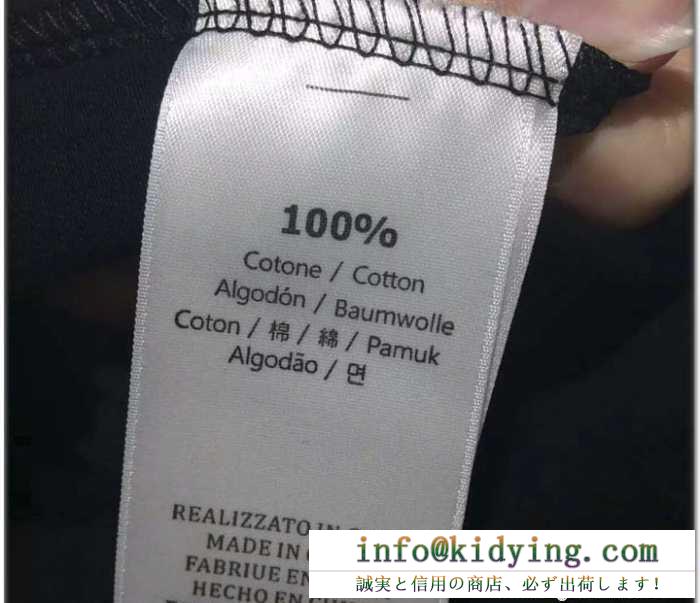 100%
Cotone / Cotton
Algodón / Baumwolle
Coton / 棉 / 綿 / Pamuk
Algodão / 면
REALIZZATO IN
MADE IN
FABRIUE EN
HECHO EN
info@kidying.com
誠実と信用の商店、必ず出荷します!